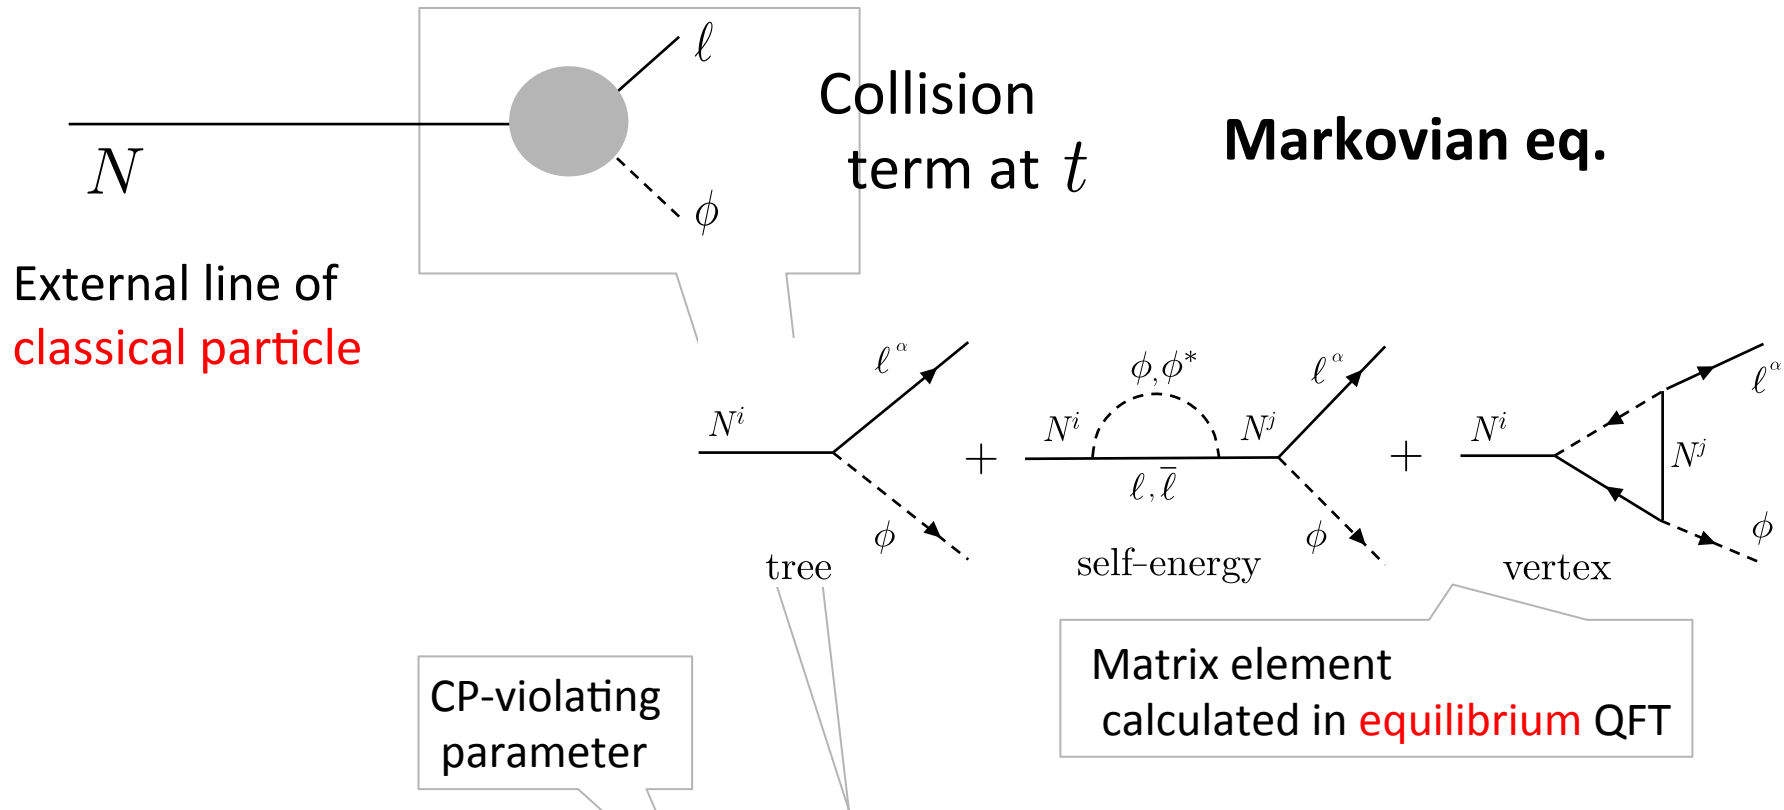 ℓ
Collision
term at t
Markovian eq.
N
ϕ
External line of
classical particle
N^i
ℓ^α
ϕ
tree
+
N^i
ϕ, ϕ*
ℓ, ℓ̅
N^j
ℓ^α
ϕ
self-energy
+
N^i
N^j
ℓ^α
ϕ
vertex
CP-violating
parameter
Matrix element
calculated in equilibrium QFT